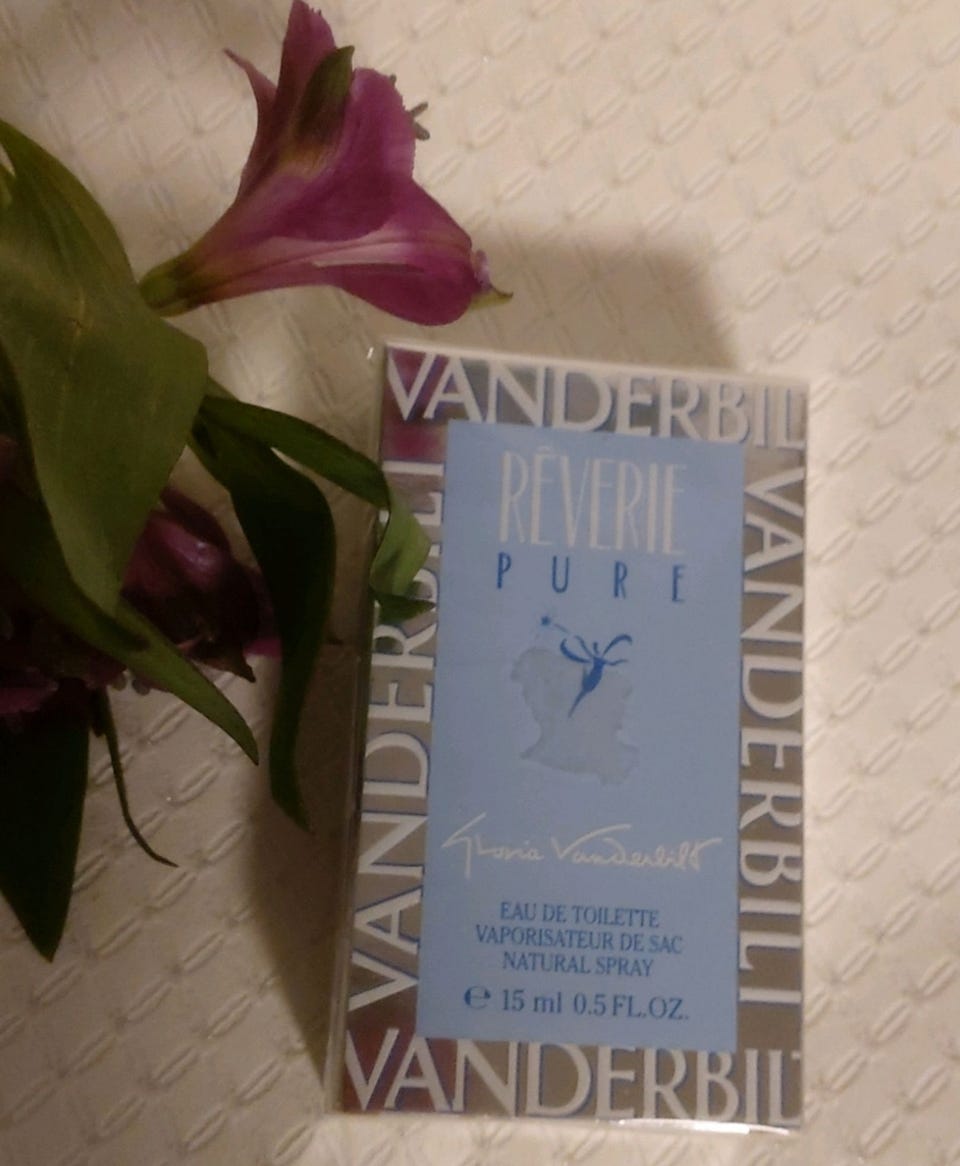 VANDERBIL
VANDERBILT
VANDERBILT
RÊVERIE
PURE
Gloria Vanderbilt
EAU DE TOILETTE
VAPORISATEUR DE SAC
NATURAL SPRAY
℮ 15 ml 0.5 FL.OZ.
VANDERBILT